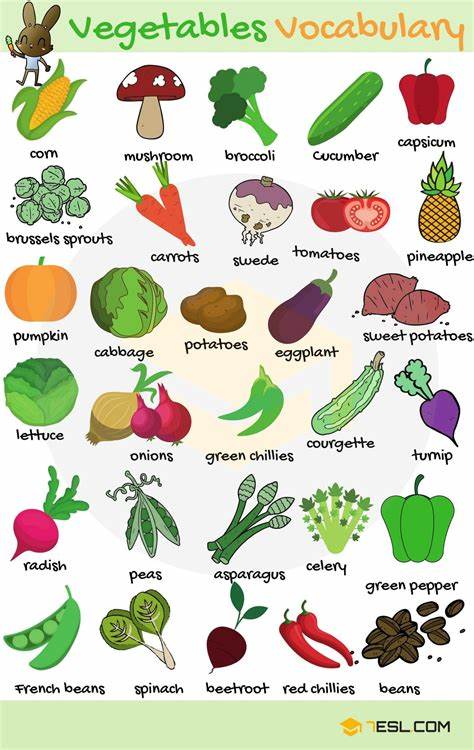 Vegetables Vocabulary
corn
mushroom
broccoli
cucumber
capsicum
brussels sprouts
carrots
swede
tomatoes
pineapple
pumpkin
cabbage
potatoes
eggplant
sweet potatoes
lettuce
onions
green chillies
courgette
turnip
radish
peas
asparagus
celery
green pepper
French beans
spinach
beetroot
red chillies
beans
7ESL.COM